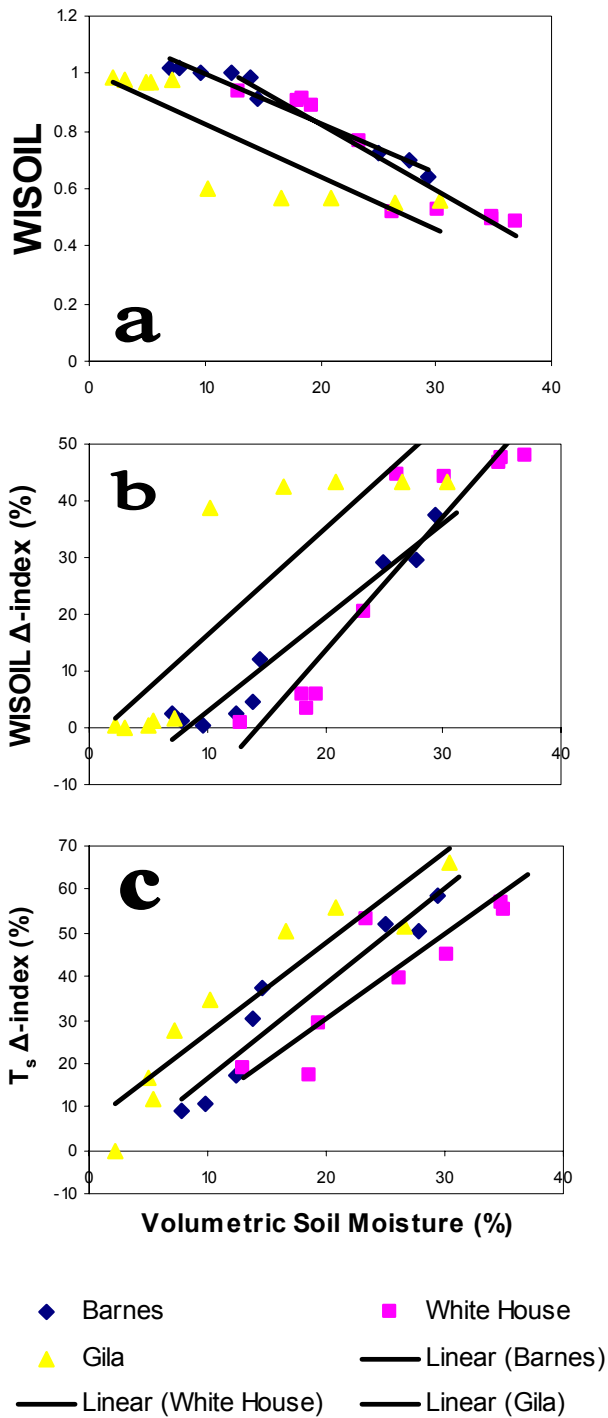 WISOIL
1.2
1
0.8
0.6
0.4
0.2
0
a
0 10 20 30 40
WISOIL Δ-index (%)
50
40
30
20
10
0
-10
b
0 10 20 30 40
Ts Δ-index (%)
70
60
50
40
30
20
10
0
-10
c
0 10 20 30 40
Volumetric Soil Moisture (%)
Barnes White House
Gila Linear (Barnes)
Linear (White House) Linear (Gila)